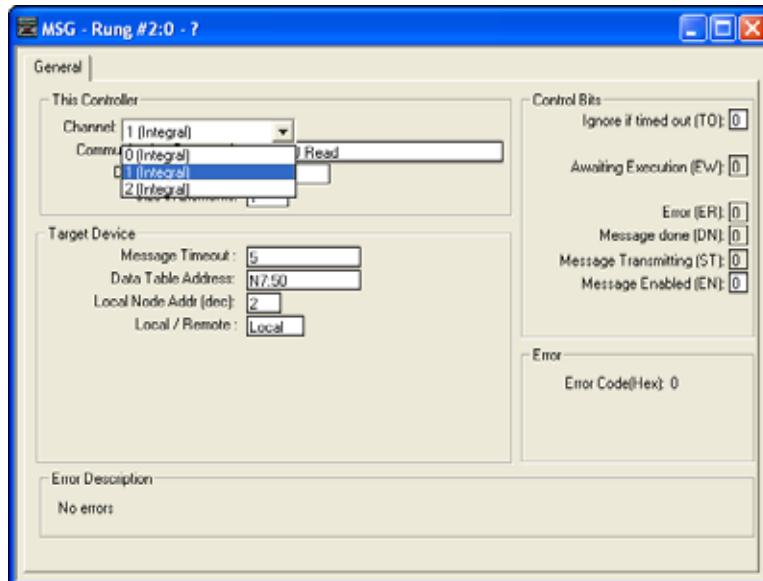 MSG - Rung #2:0 - ?
General
This Controller
Channel: 1 (Integral)
0 (Integral)
1 (Integral)
2 (Integral)
Read
Target Device
Message Timeout : 5
Data Table Address: N7:50
Local Node Addr (dec): 2
Local / Remote : Local
Control Bits
Ignore if timed out (TO): 0
Awaiting Execution (EW): 0
Error (ER): 0
Message done (DN): 0
Message Transmitting (ST): 0
Message Enabled (EN): 0
Error
Error Code(Hex): 0
Error Description
No errors